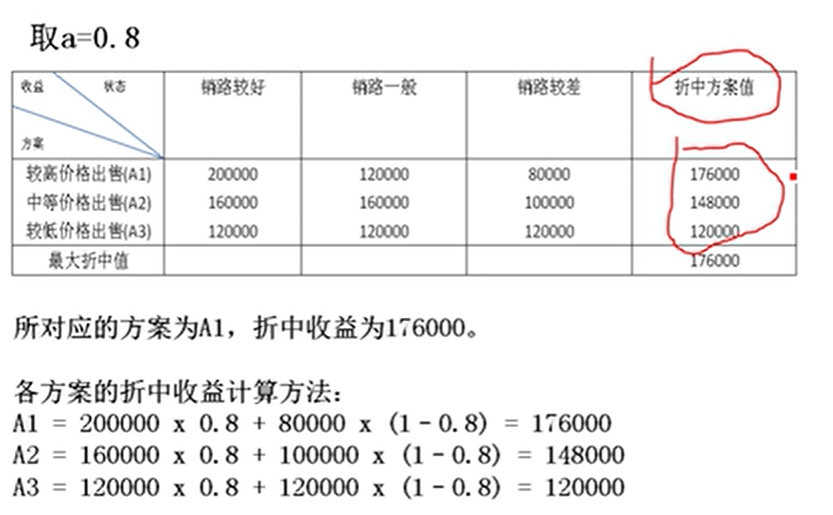 取a=0.8
收益 状态 销路较好 销路一般 销路较差 折中方案值
方案
较高价格出售(A1) 200000 120000 80000 176000
中等价格出售(A2) 160000 160000 100000 148000
较低价格出售(A3) 120000 120000 120000 120000
最大折中值 176000
所对应的方案为A1，折中收益为176000。
各方案的折中收益计算方法：
A1 = 200000 x 0.8 + 80000 x (1-0.8) = 176000
A2 = 160000 x 0.8 + 100000 x (1-0.8) = 148000
A3 = 120000 x 0.8 + 120000 x (1-0.8) = 120000